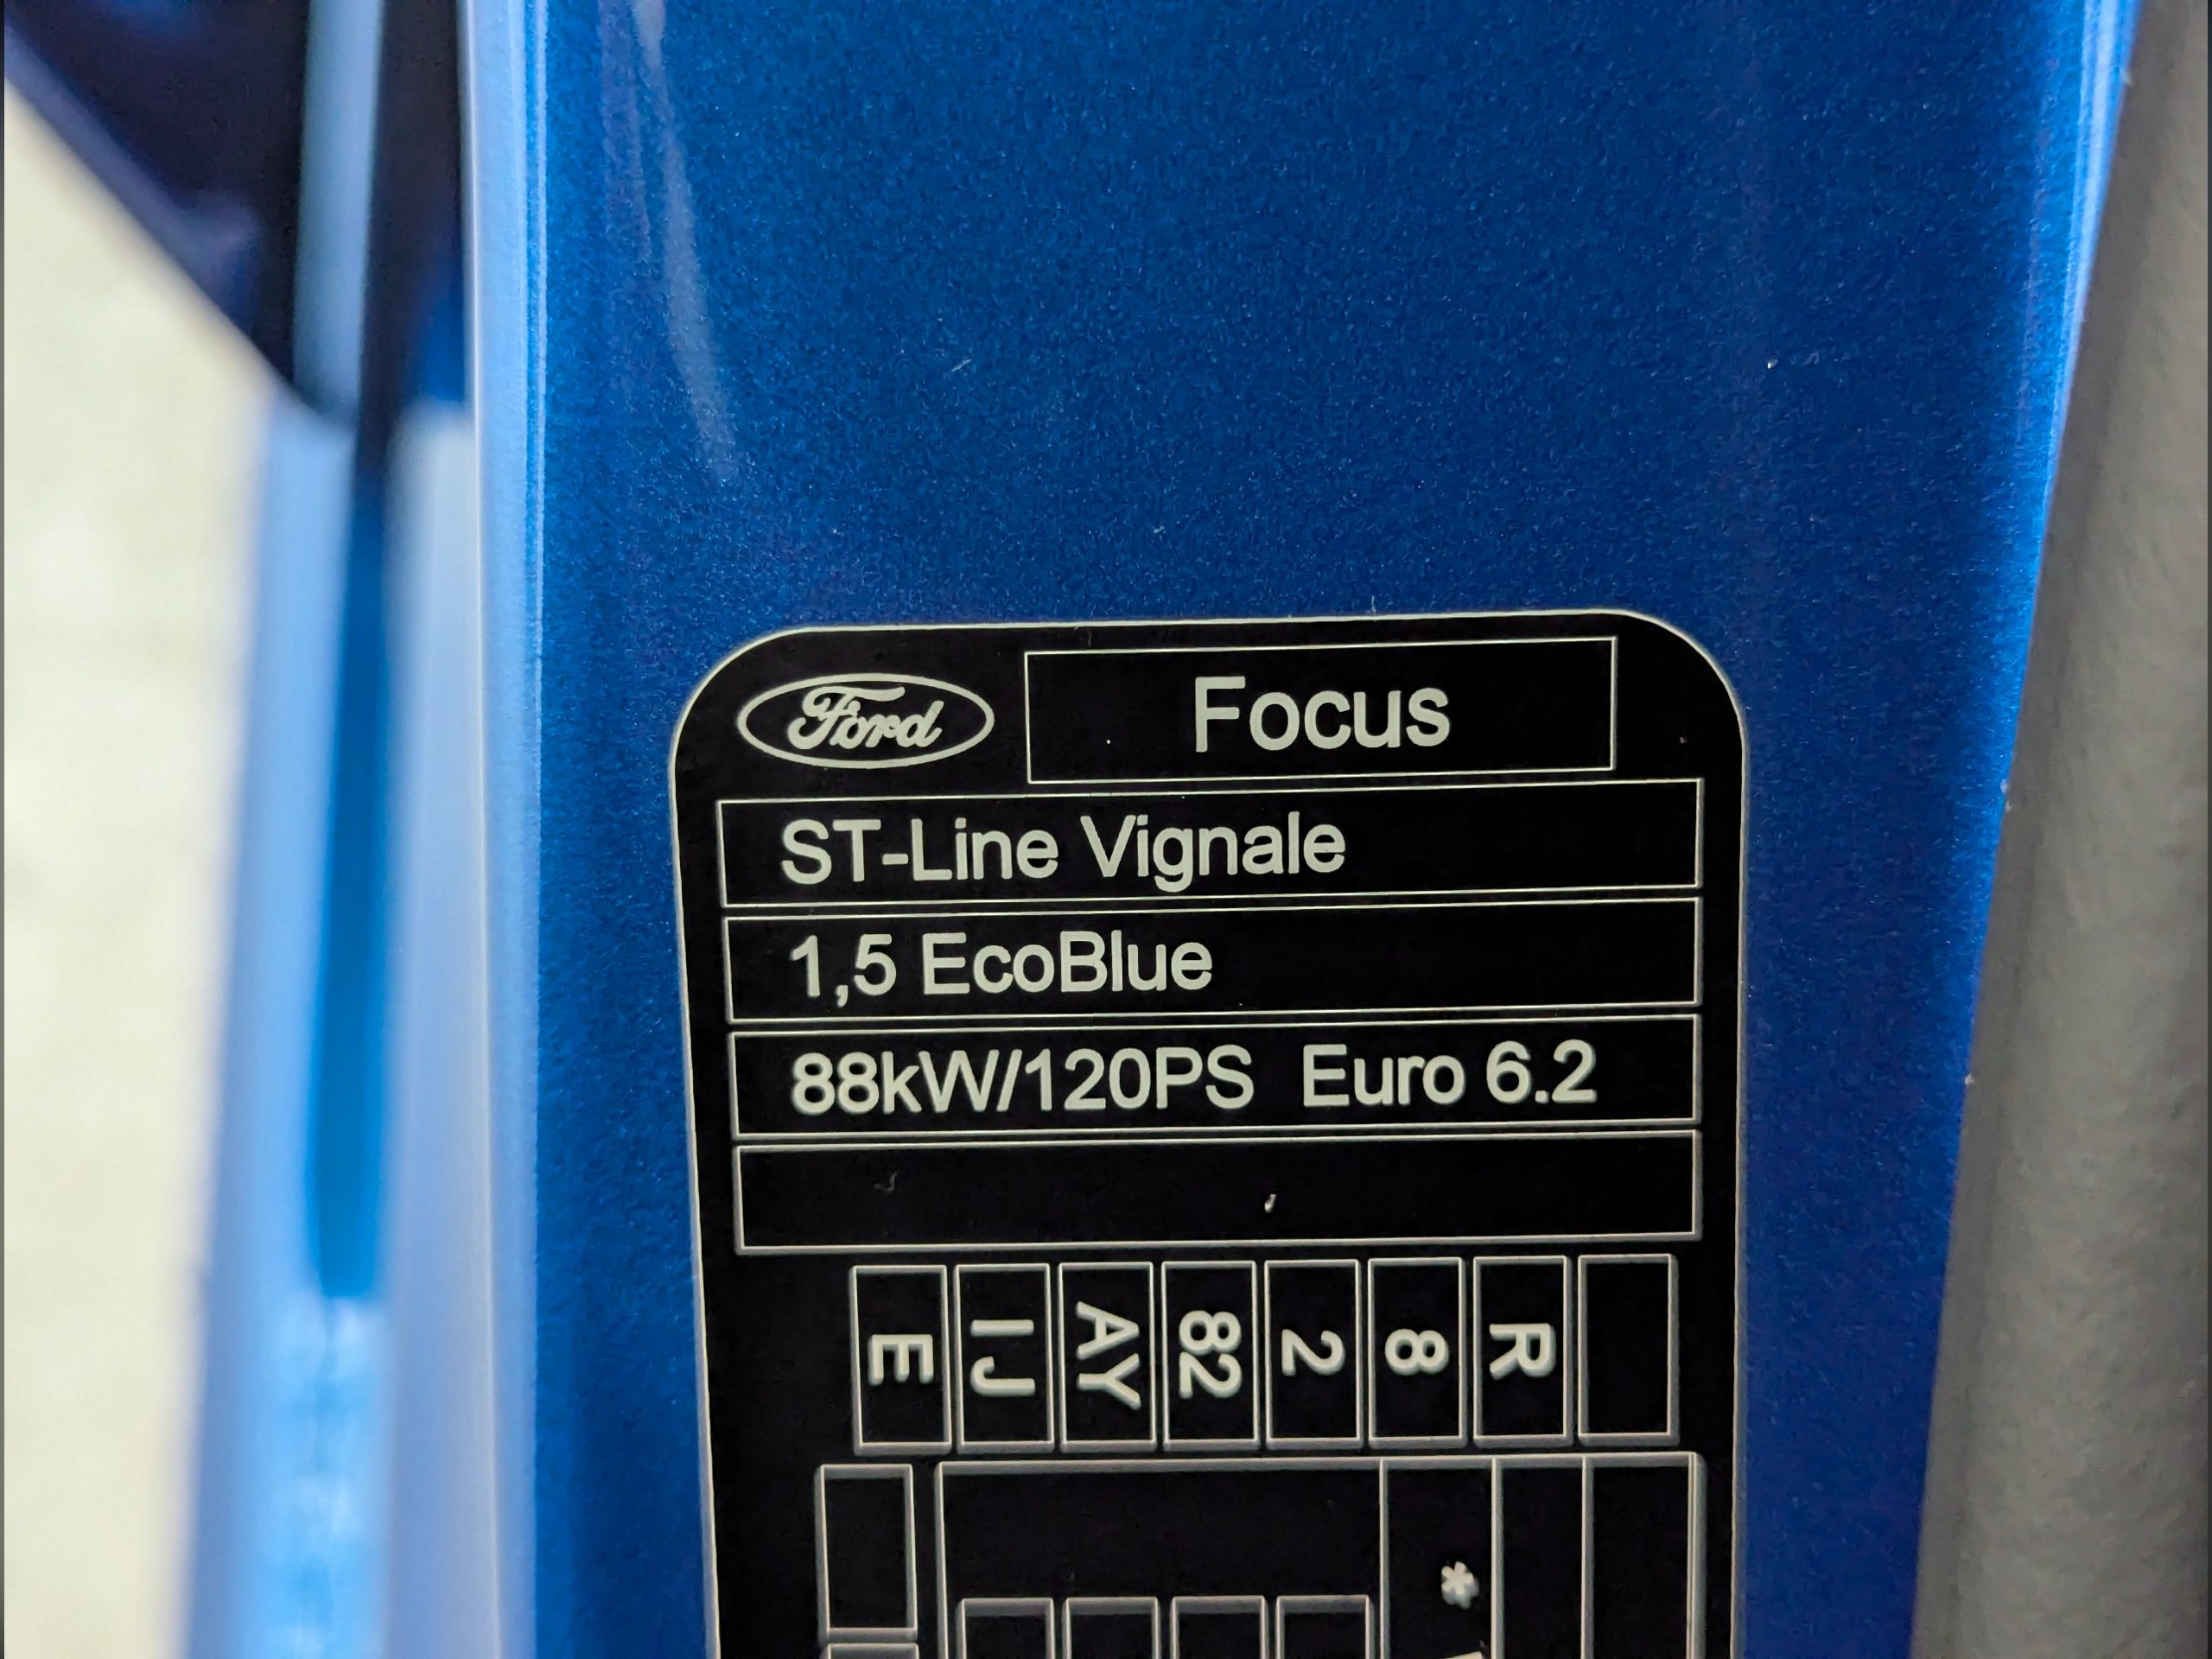 Ford Focus
ST-Line Vignale
1,5 EcoBlue
88kW/120PS Euro 6.2
E IJ AY 82 2 8 R
*